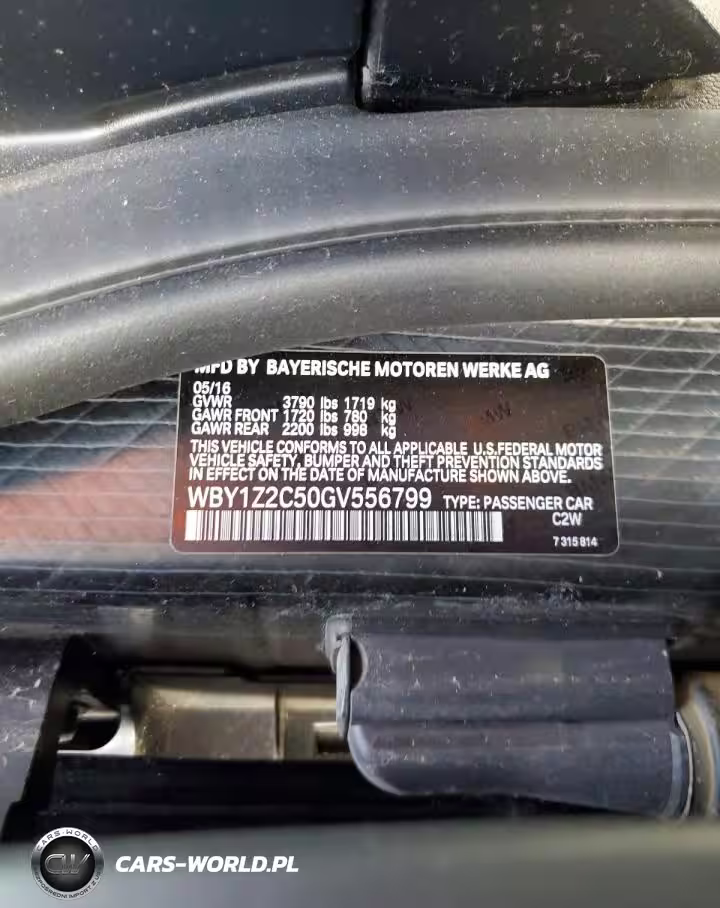 MFD BY BAYERISCHE MOTOREN WERKE AG
05/16
GVWR 3790 lbs 1719 kg
GAWR FRONT 1720 lbs 780 kg
GAWR REAR 2200 lbs 998 kg
THIS VEHICLE CONFORMS TO ALL APPLICABLE U.S.FEDERAL MOTOR
VEHICLE SAFETY, BUMPER AND THEFT PREVENTION STANDARDS
IN EFFECT ON THE DATE OF MANUFACTURE SHOWN ABOVE.
WBY1Z2C50GV556799 TYPE: PASSENGER CAR
C2W
7 315 814
CARS-WORLD
CW
CARS-WORLD.PL